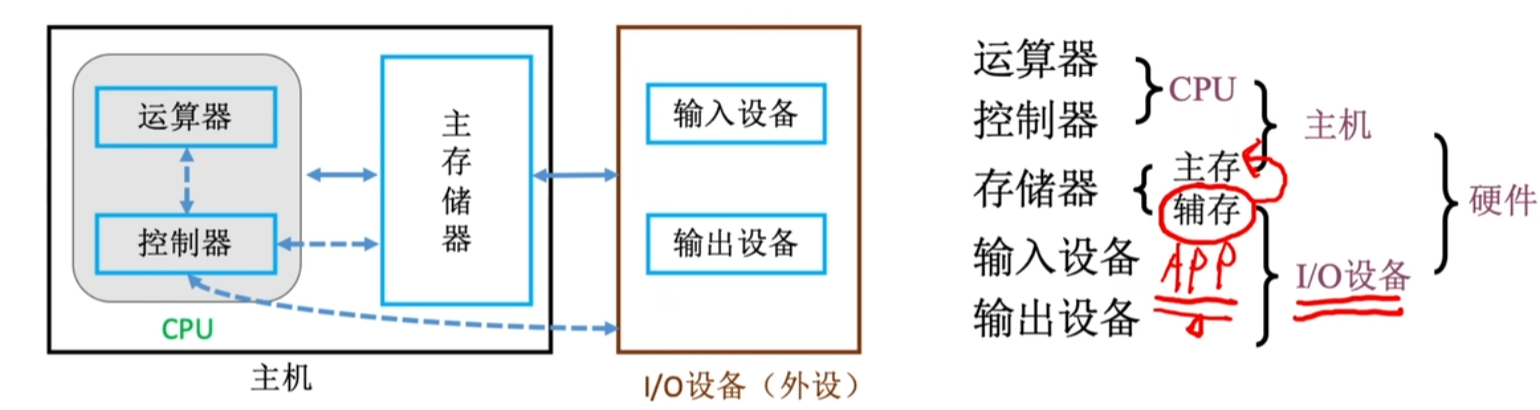 运算器
控制器
CPU
主机
主存储器
输入设备
输出设备
I/O设备（外设）
运算器
控制器
CPU
主机
存储器
主存
辅存
输入设备
APP
输出设备
I/O设备
硬件